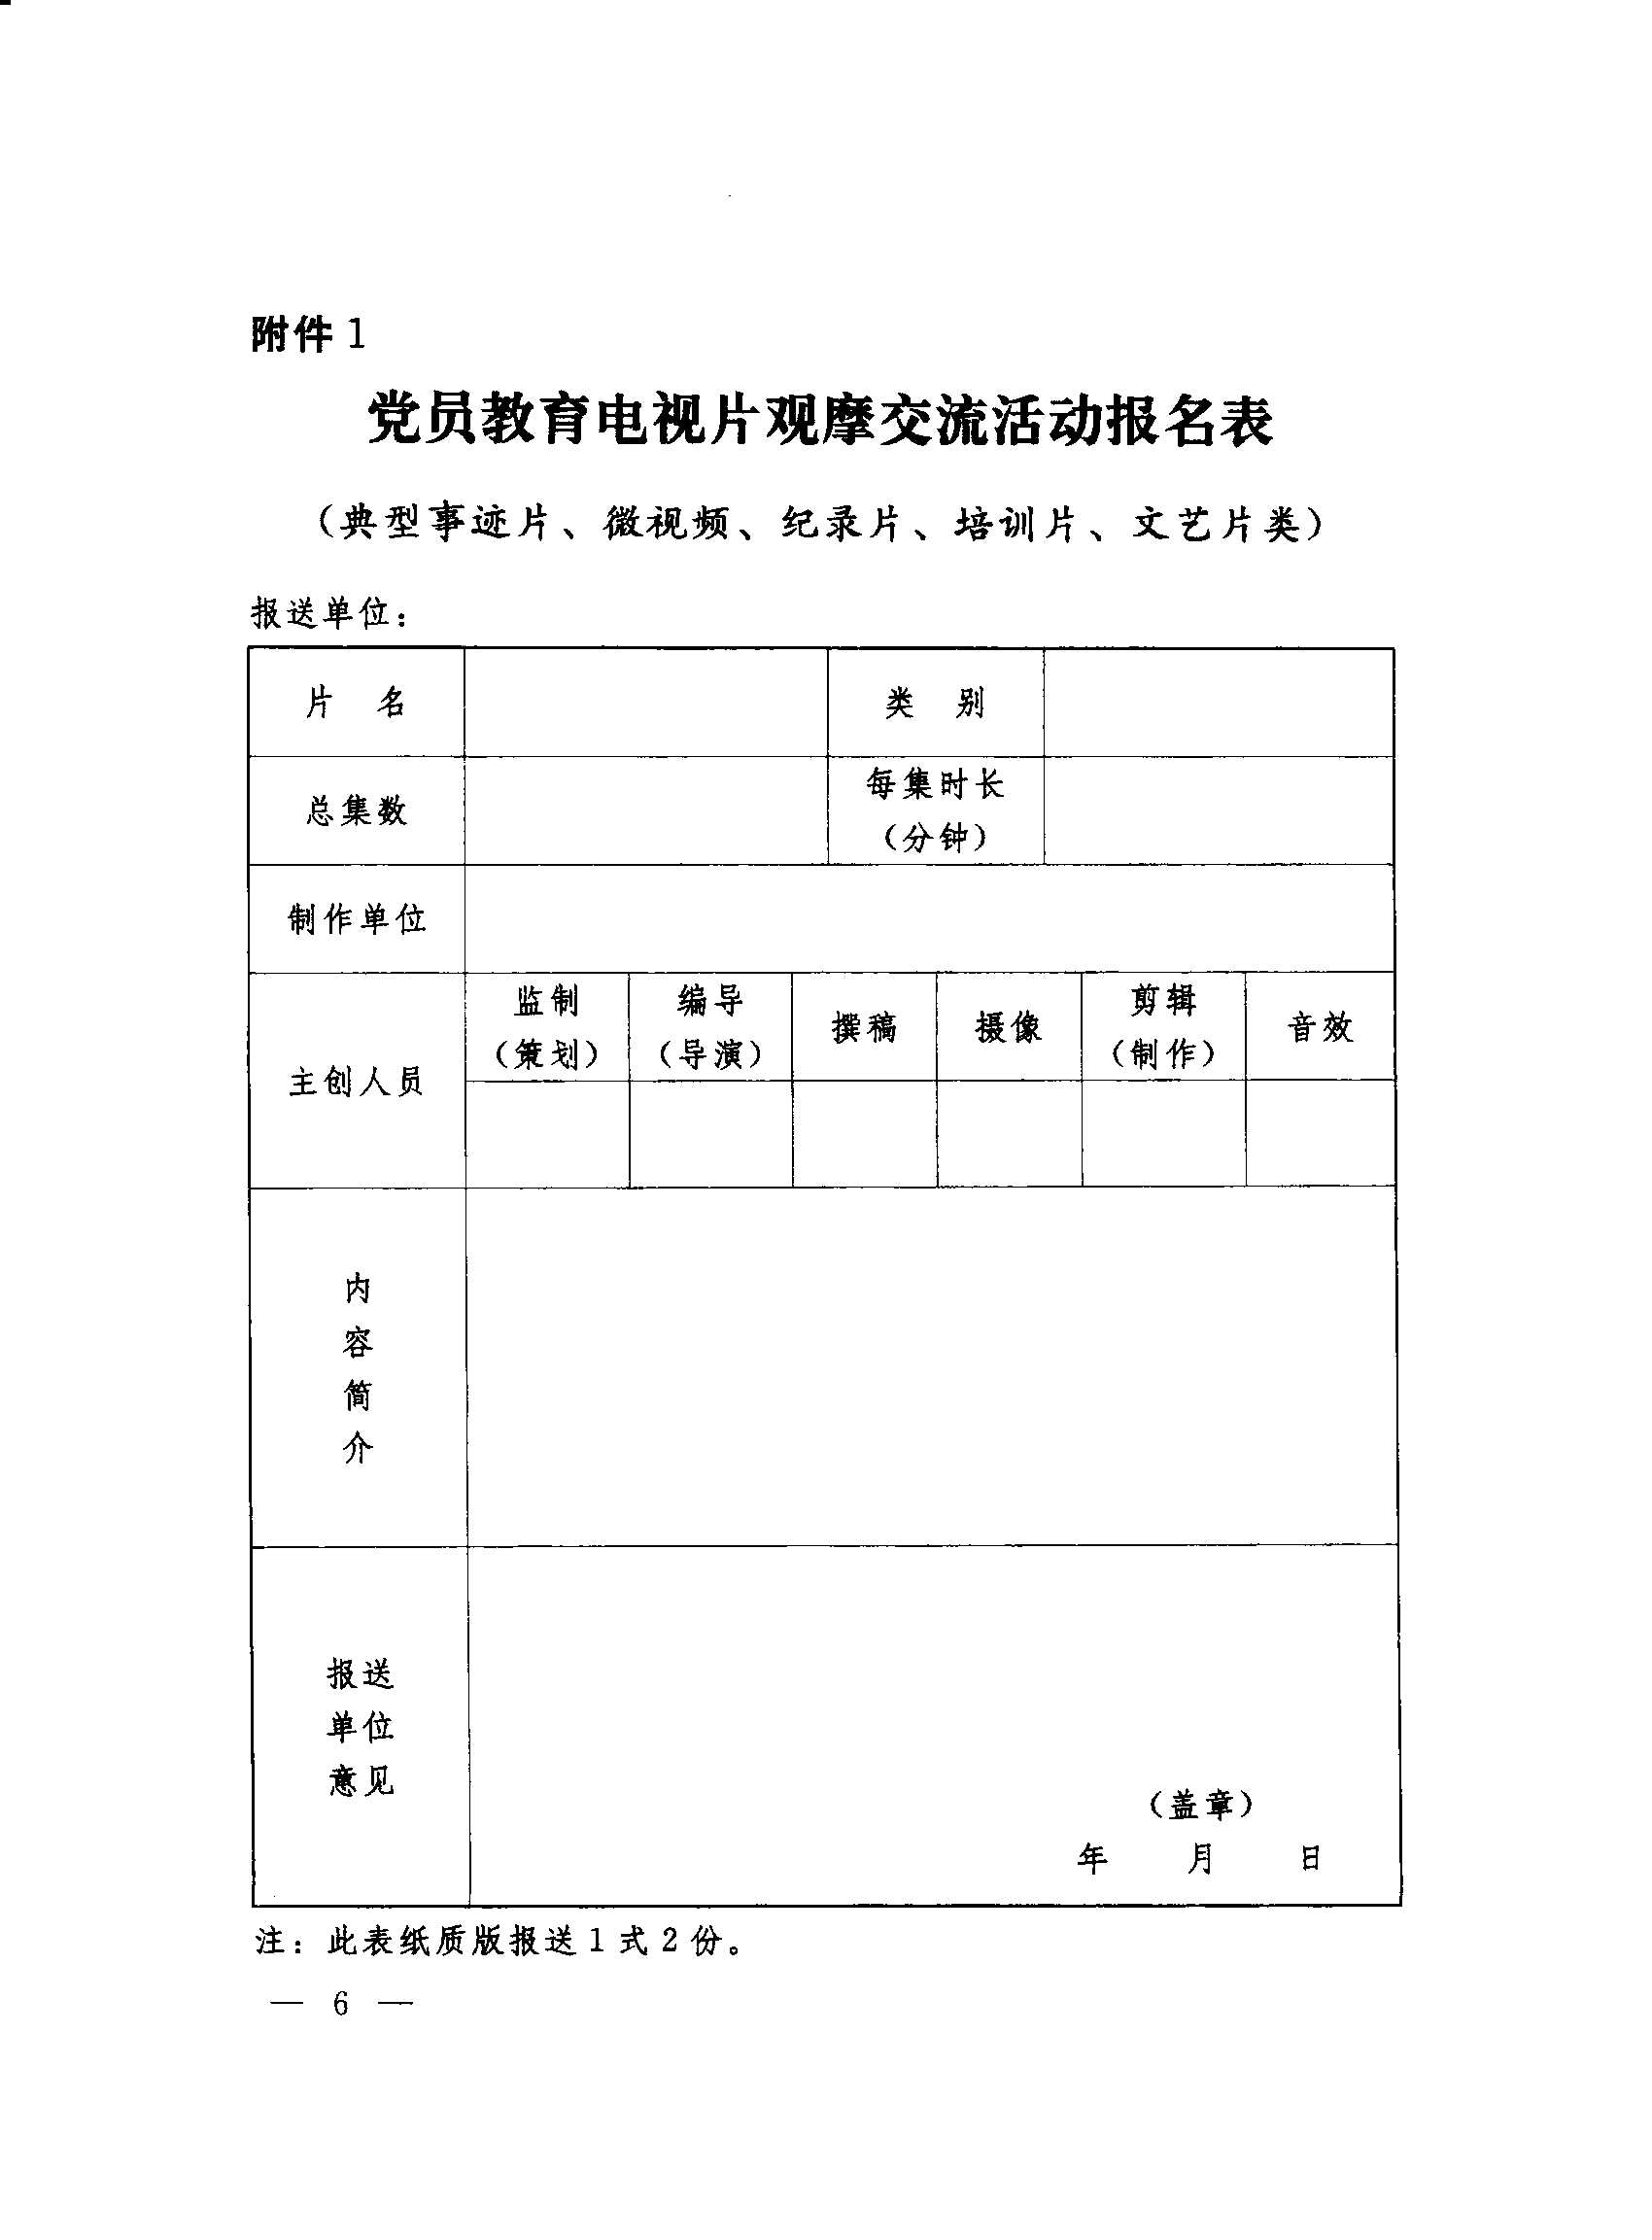 附件1
党员教育电视片观摩交流活动报名表
（典型事迹片、微视频、纪录片、培训片、文艺片类）
报送单位：
片 名
类 别
总集数
每集时长
（分钟）
制作单位
主创人员
监制
（策划）
编导
（导演）
撰稿
摄像
剪辑
（制作）
音效
内
容
简
介
报送
单位
意见
（盖章）
年 月 日
注：此表纸质版报送1式2份。
— 6 —